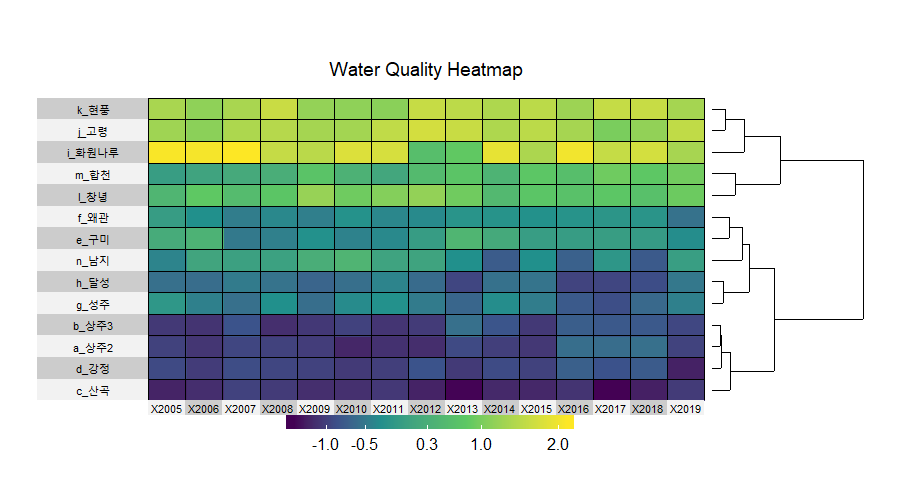 Water Quality Heatmap
k_현풍
j_고령
i_화원나루
m_합천
l_창녕
f_왜관
e_구미
n_남지
h_달성
g_성주
b_상주3
a_상주2
d_강정
c_산곡
X2005 X2006 X2007 X2008 X2009 X2010 X2011 X2012 X2013 X2014 X2015 X2016 X2017 X2018 X2019
-1.0 -0.5 0.3 1.0 2.0